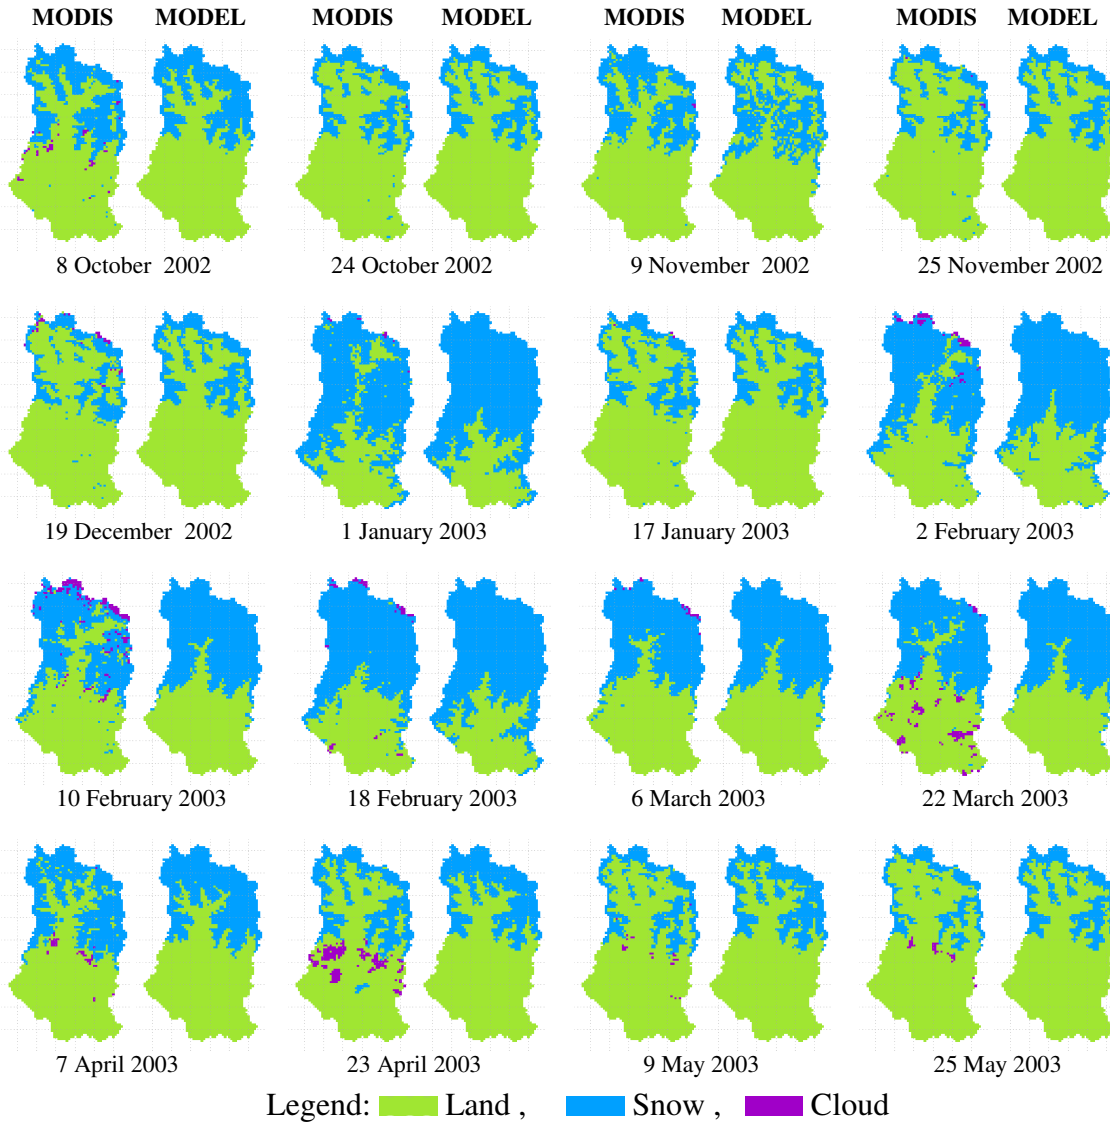 MODIS MODEL MODIS MODEL MODIS MODEL MODIS MODEL
8 October 2002 24 October 2002 9 November 2002 25 November 2002
19 December 2002 1 January 2003 17 January 2003 2 February 2003
10 February 2003 18 February 2003 6 March 2003 22 March 2003
7 April 2003 23 April 2003 9 May 2003 25 May 2003
Legend: Land , Snow , Cloud